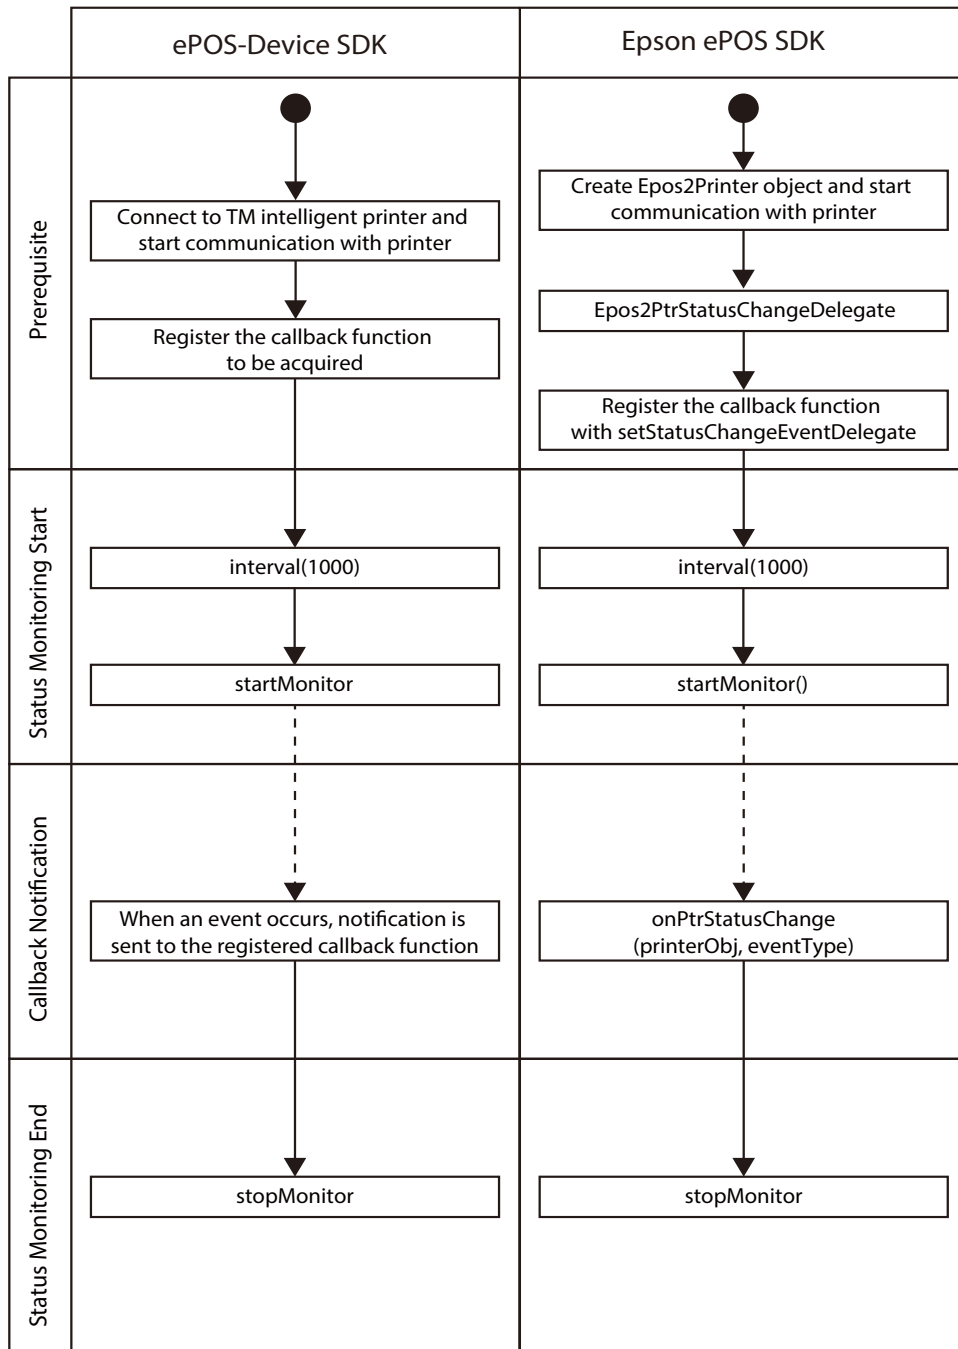 ePOS-Device SDK
Epson ePOS SDK
Prerequisite
Connect to TM intelligent printer and
start communication with printer
Register the callback function
to be acquired
Create Epos2Printer object and start
communication with printer
Epos2PtrStatusChangeDelegate
Register the callback function
with setStatusChangeEventDelegate
Status Monitoring Start
interval(1000)
startMonitor
interval(1000)
startMonitor()
Callback Notification
When an event occurs, notification is
sent to the registered callback function
onPtrStatusChange
(printerObj, eventType)
Status Monitoring End
stopMonitor
stopMonitor